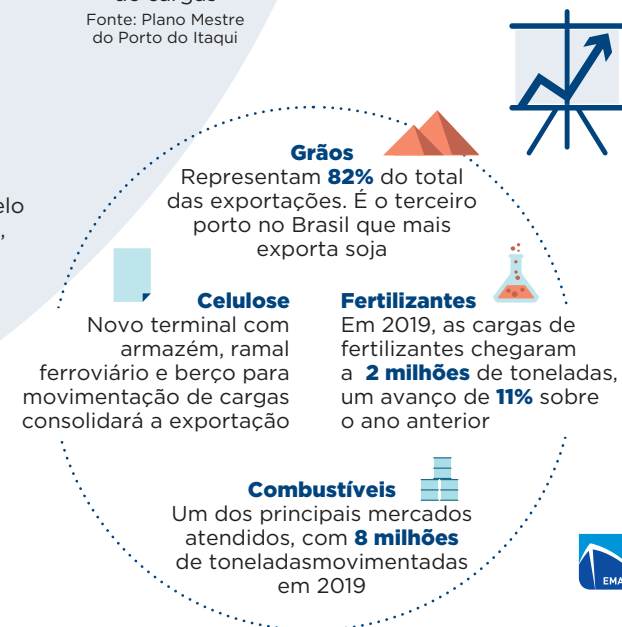 de cargas
Fonte: Plano Mestre
do Porto do Itaqui
Grãos
Representam 82% do total
das exportações. É o terceiro
porto no Brasil que mais
exporta soja
Celulose
Novo terminal com
armazém, ramal
ferroviário e berço para
movimentação de cargas
consolidará a exportação
Fertilizantes
Em 2019, as cargas de
fertilizantes chegaram
a 2 milhões de toneladas,
um avanço de 11% sobre
o ano anterior
Combustíveis
Um dos principais mercados
atendidos, com 8 milhões
de toneladasmovimentadas
em 2019